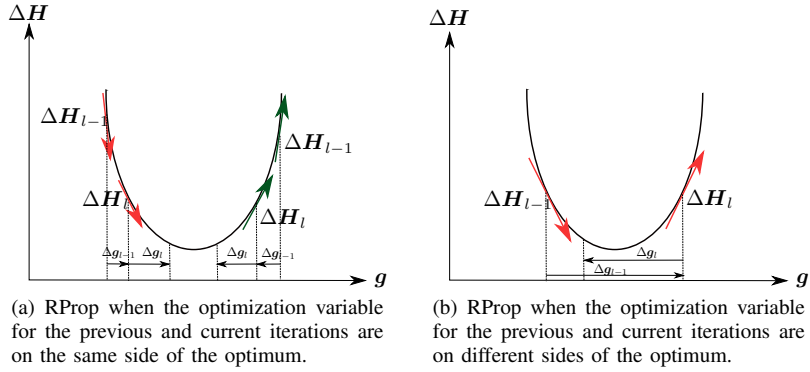 ΔH
ΔH
ΔH_{l−1}
ΔH_{l−1}
ΔH_l
ΔH_l
Δg_{l−1} Δg_l Δg_l Δg_{l−1}
g
ΔH_{l−1}
ΔH_l
Δg_l
Δg_{l−1}
g
(a) RProp when the optimization variable
for the previous and current iterations are
on the same side of the optimum.
(b) RProp when the optimization variable
for the previous and current iterations are
on different sides of the optimum.